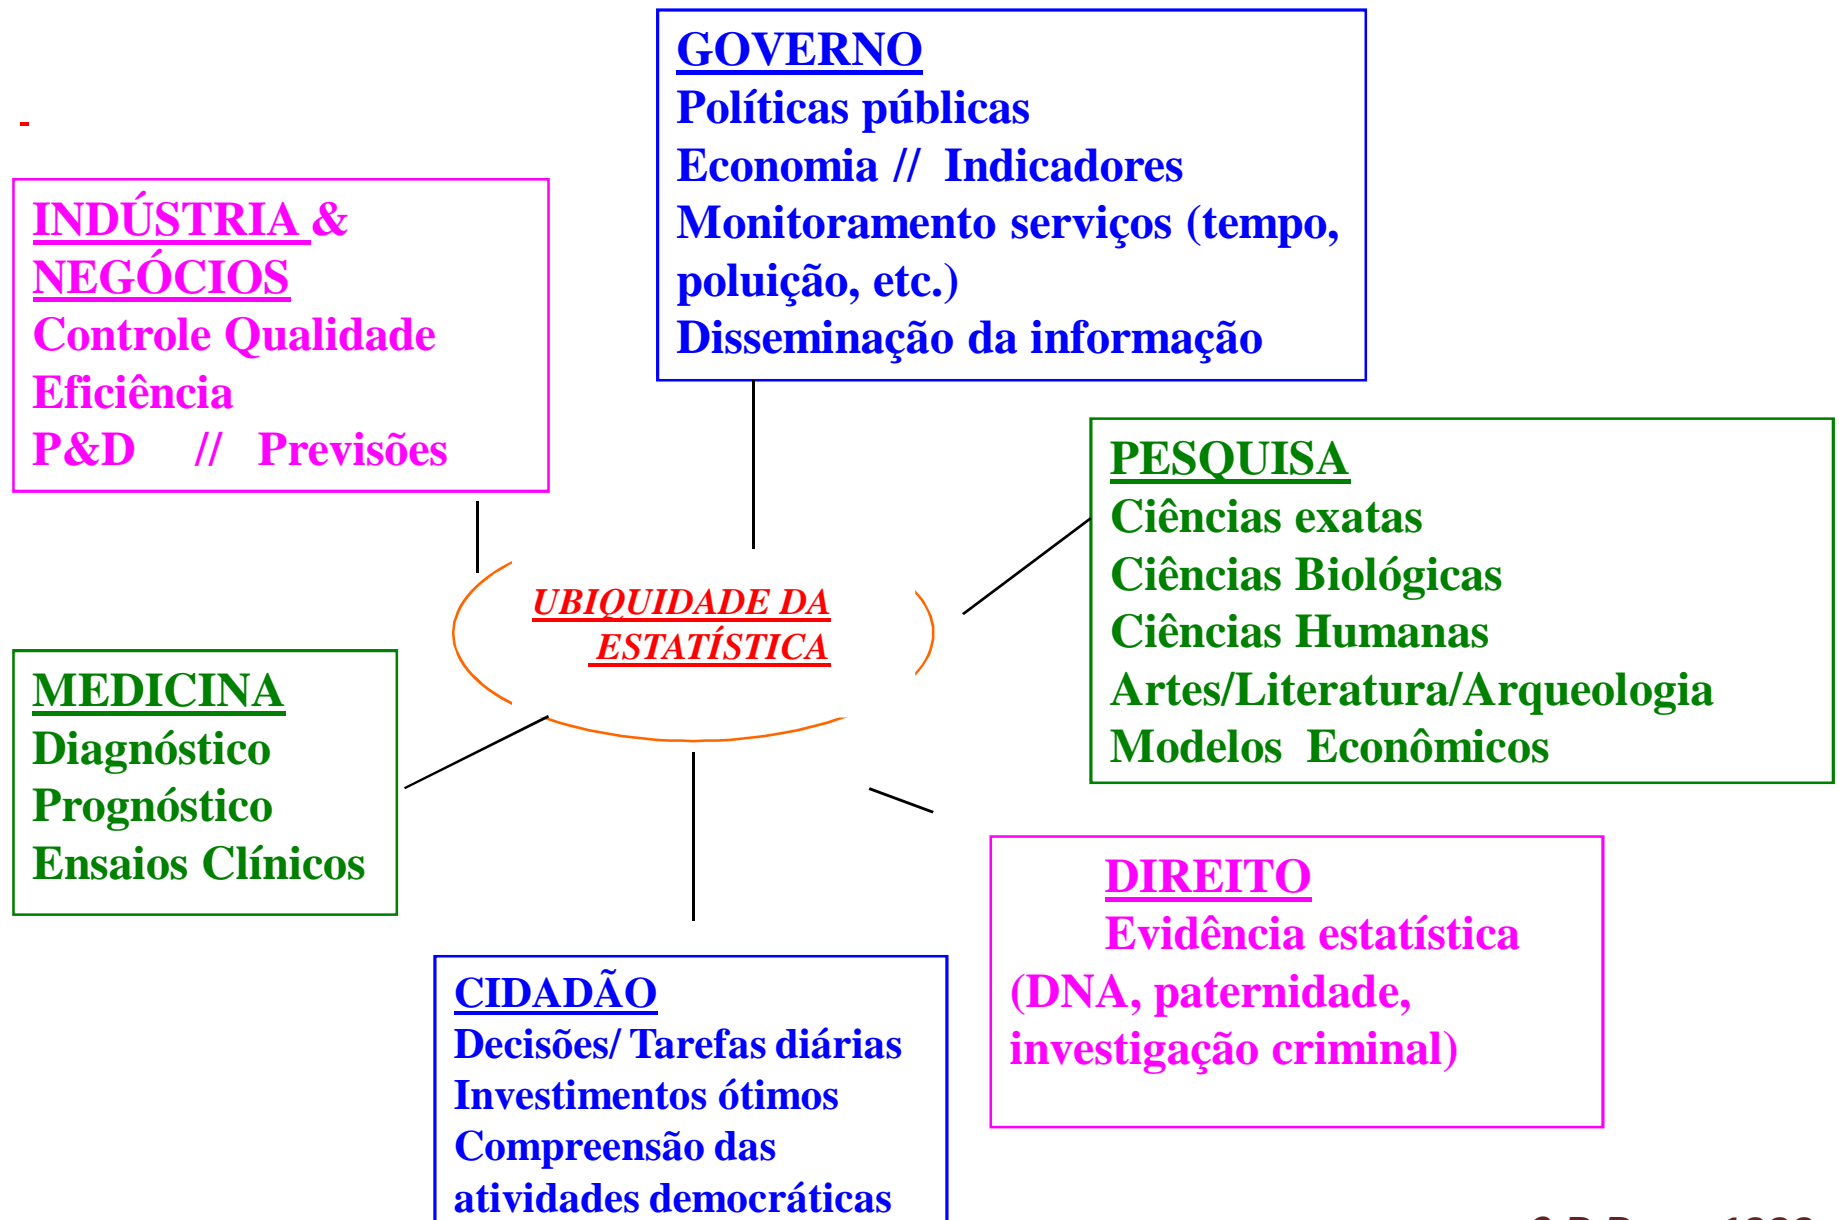 GOVERNO
Políticas públicas
Economia // Indicadores
Monitoramento serviços (tempo,
poluição, etc.)
Disseminação da informação
INDÚSTRIA &
NEGÓCIOS
Controle Qualidade
Eficiência
P&D // Previsões
PESQUISA
Ciências exatas
Ciências Biológicas
Ciências Humanas
Artes/Literatura/Arqueologia
Modelos Econômicos
UBIQUIDADE DA
ESTATÍSTICA
MEDICINA
Diagnóstico
Prognóstico
Ensaios Clínicos
DIREITO
Evidência estatística
(DNA, paternidade,
investigação criminal)
CIDADÃO
Decisões/ Tarefas diárias
Investimentos ótimos
Compreensão das
atividades democráticas